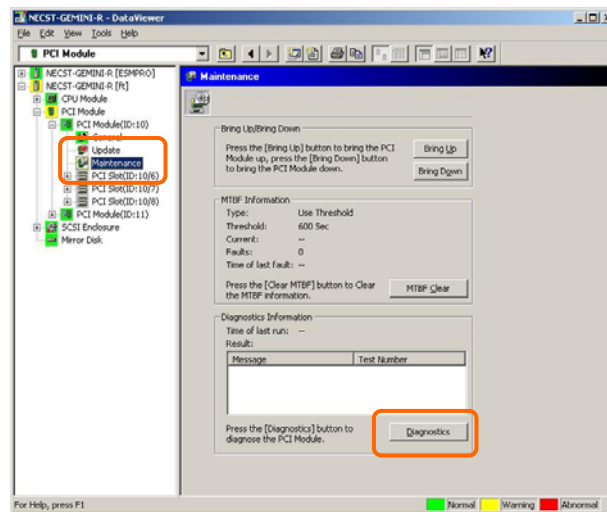 NECST-GEMINI-R - DataViewer
File Edit View Tools Help
PCI Module
NECST-GEMINI-R [ESMPRO]
NECST-GEMINI-R [ft]
CPU Module
PCI Module
PCI Module(ID:10)
General
Update
Maintenance
PCI Slot(ID:10/6)
PCI Slot(ID:10/7)
PCI Slot(ID:10/8)
PCI Module(ID:11)
SCSI Enclosure
Mirror Disk
Maintenance
Bring Up/Bring Down
Press the [Bring Up] button to bring the PCI
Module up, press the [Bring Down] button
to bring the PCI Module down.
Bring Up
Bring Down
MTBF Information
Type: Use Threshold
Threshold: 600 Sec
Current: --
Faults: 0
Time of last fault: --
Press the [Clear MTBF] button to Clear
the MTBF information.
MTBF Clear
Diagnostics Information
Time of last run: --
Result:
Message Test Number
Press the [Diagnostics] button to
diagnose the PCI Module.
Diagnostics
For Help, press F1
Normal Warning Abnormal